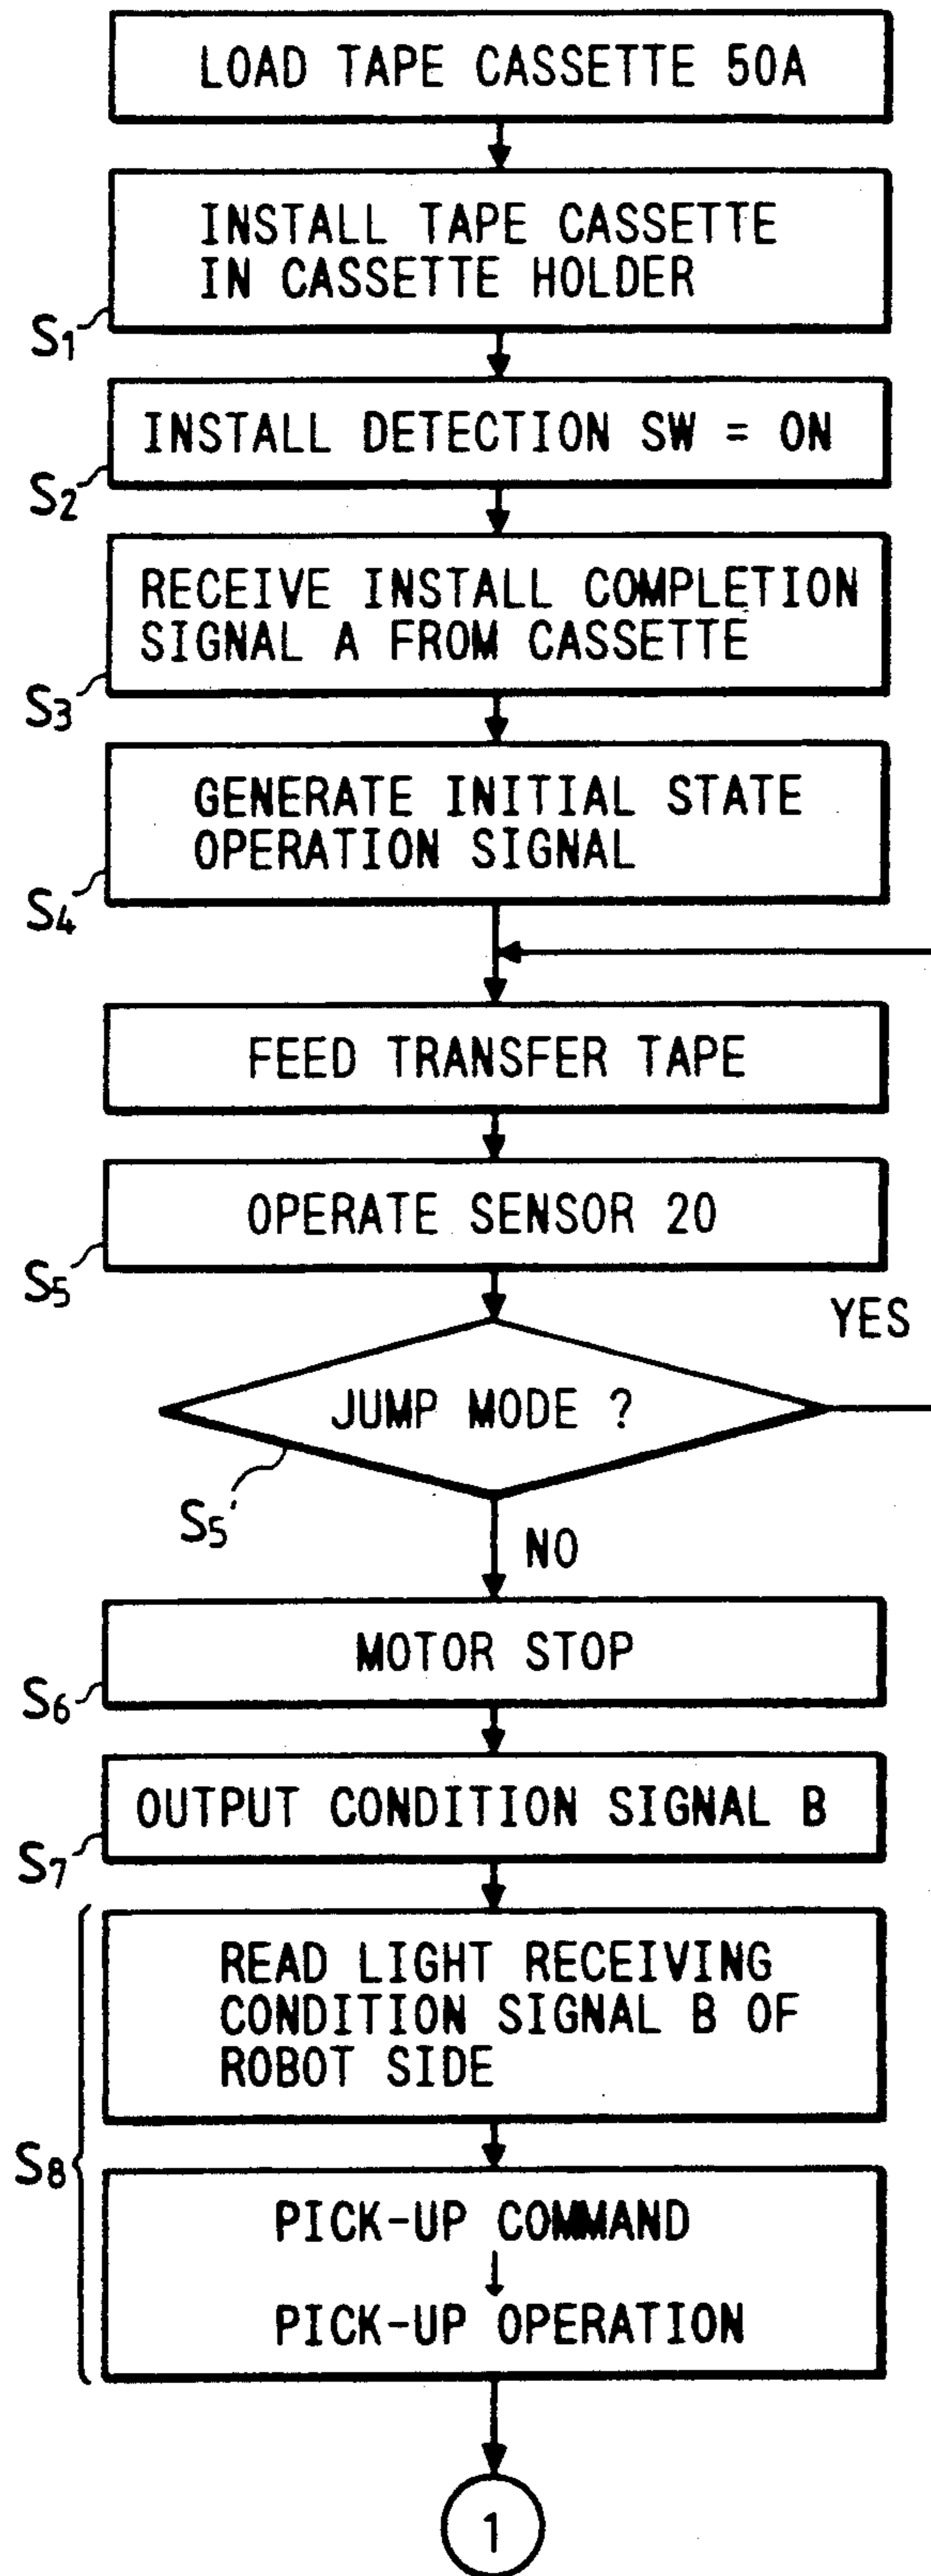 LOAD TAPE CASSETTE 50A
INSTALL TAPE CASSETTE
IN CASSETTE HOLDER
S1
INSTALL DETECTION SW = ON
S2
RECEIVE INSTALL COMPLETION
SIGNAL A FROM CASSETTE
S3
GENERATE INITIAL STATE
OPERATION SIGNAL
S4
FEED TRANSFER TAPE
OPERATE SENSOR 20
S5
YES
JUMP MODE ?
S5'
NO
MOTOR STOP
S6
OUTPUT CONDITION SIGNAL B
S7
READ LIGHT RECEIVING
CONDITION SIGNAL B OF
ROBOT SIDE
S8
PICK-UP COMMAND
PICK-UP OPERATION
1